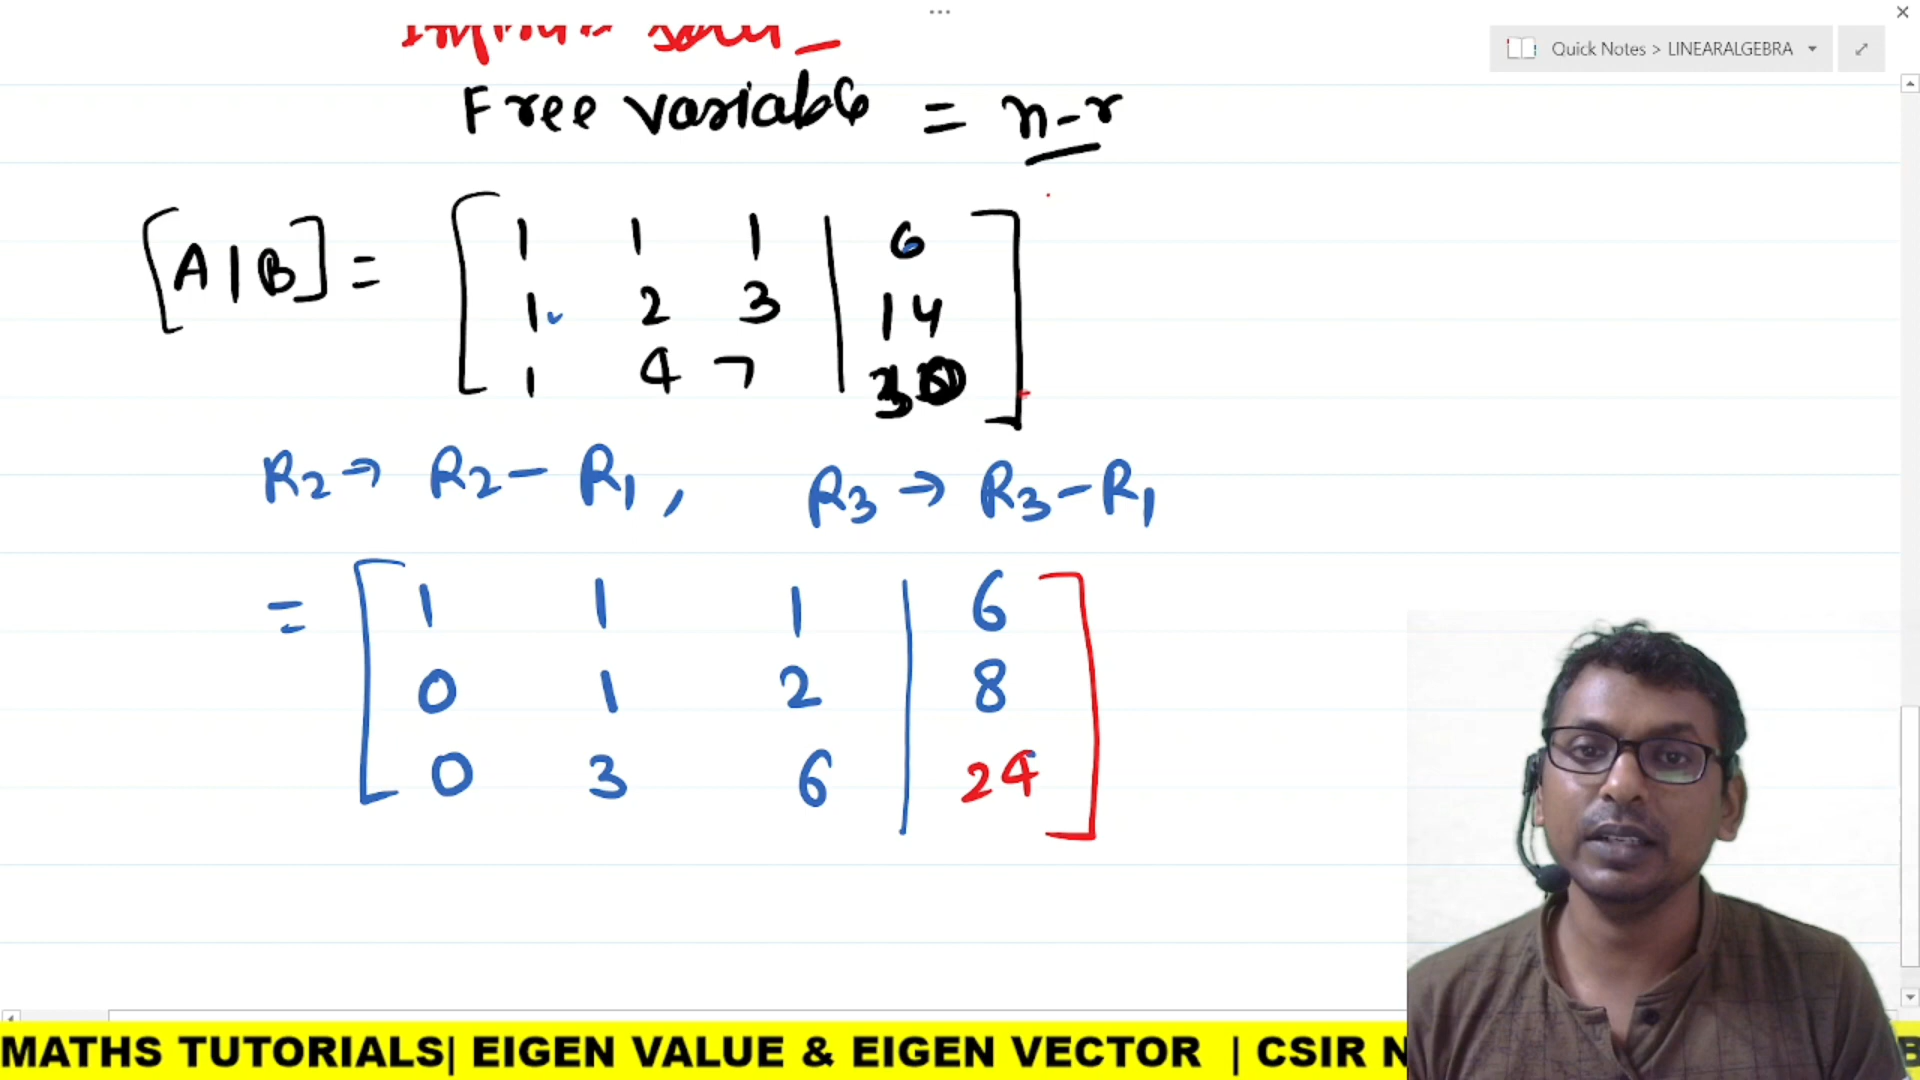 Quick Notes > LINEARALGEBRA
Free variable = n-r
[A|B] =
1 1 1 | 6
1 2 3 | 14
1 4 7 | 30
R2 → R2 - R1, R3 → R3 - R1
=
1 1 1 | 6
0 1 2 | 8
0 3 6 | 24
MATHS TUTORIALS| EIGEN VALUE & EIGEN VECTOR | CSIR N